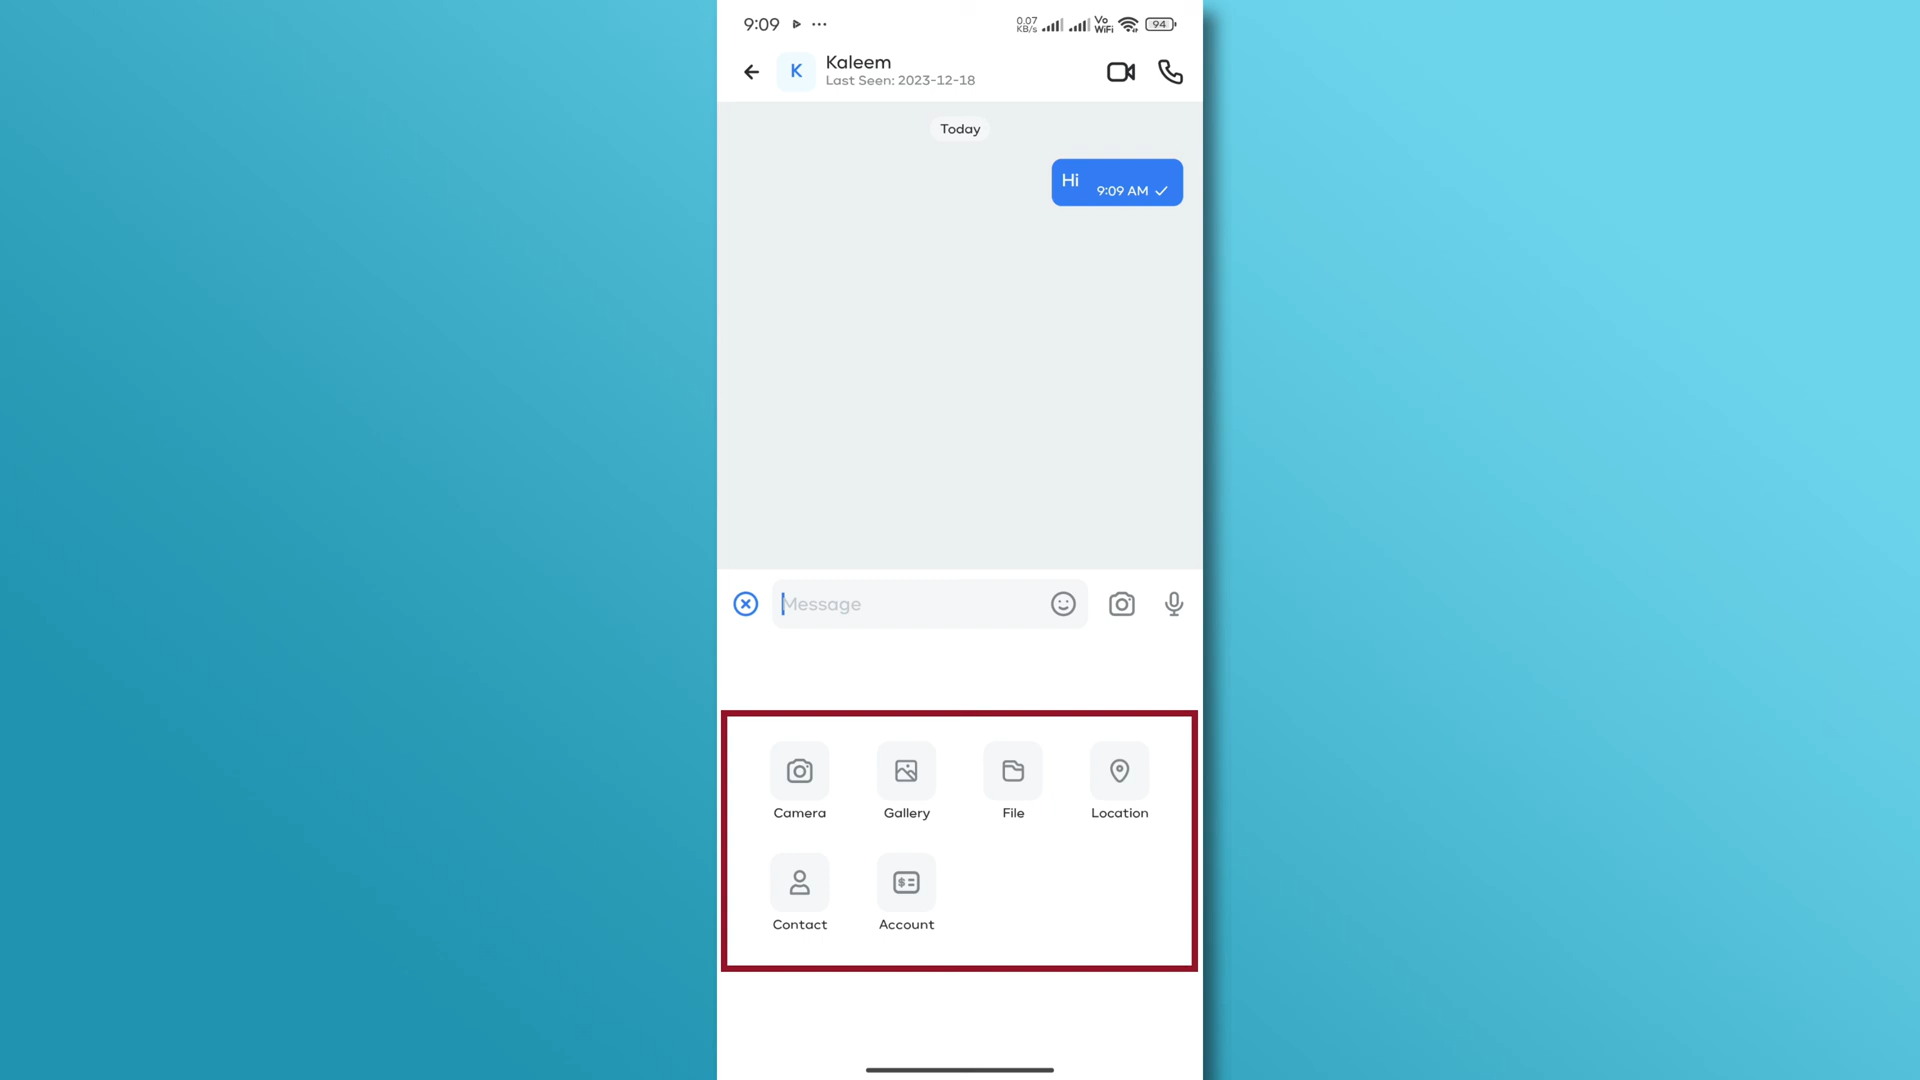 9:09 0.07 KB/s Vo WiFi 94
K Kaleem
Last Seen: 2023-12-18
Today
Hi 9:09 AM
Message
Camera Gallery File Location
Contact Account